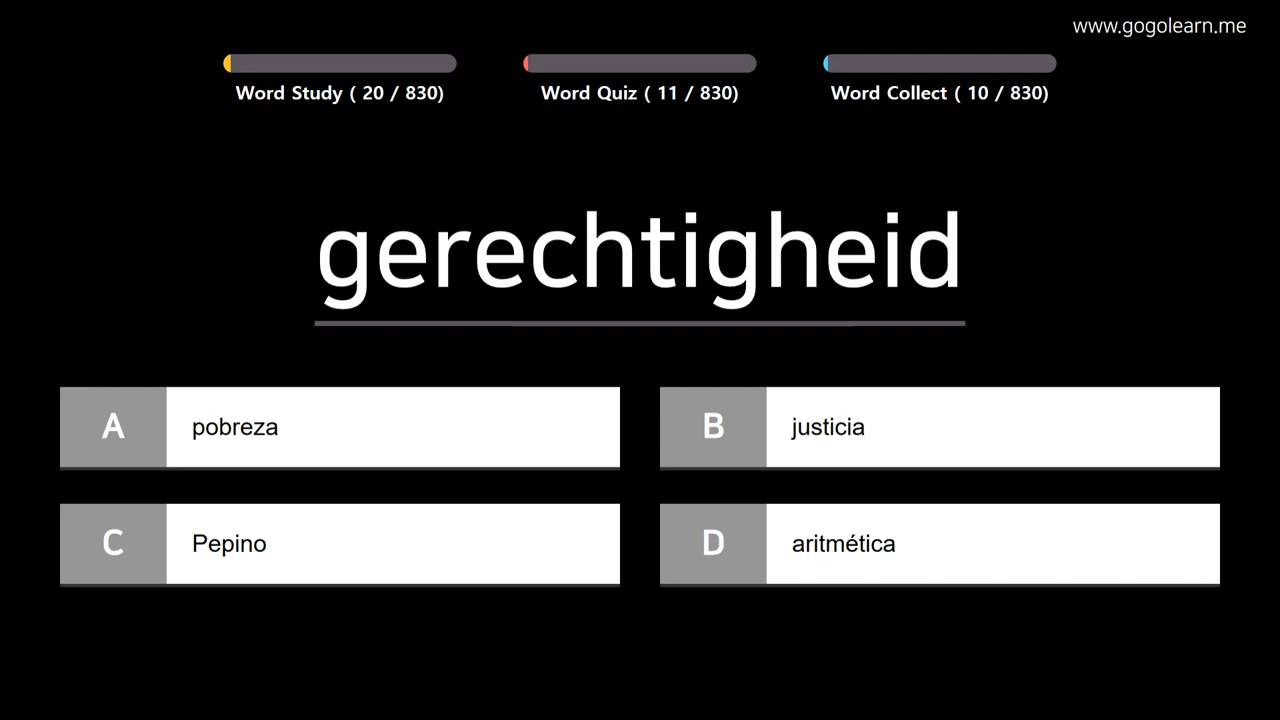 www.gogolearn.me
Word Study ( 20 / 830)
Word Quiz ( 11 / 830)
Word Collect ( 10 / 830)
gerechtigheid
A pobreza
B justicia
C Pepino
D aritmética